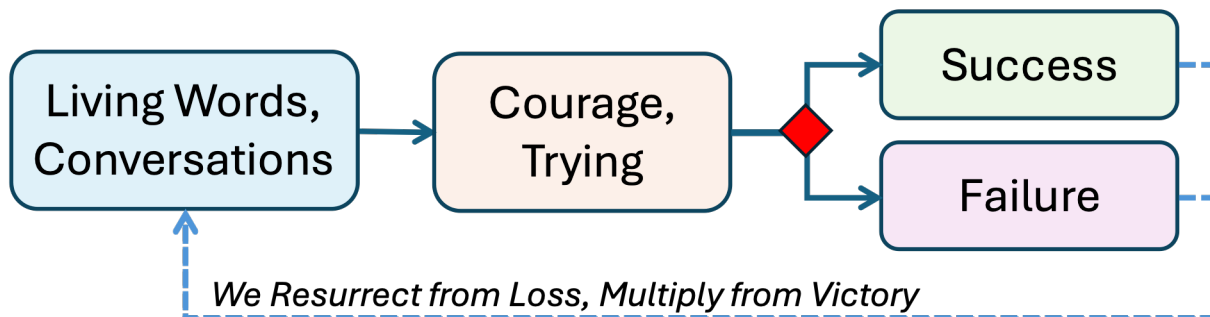 Living Words,
Conversations
Courage,
Trying
Success
Failure
We Resurrect from Loss, Multiply from Victory